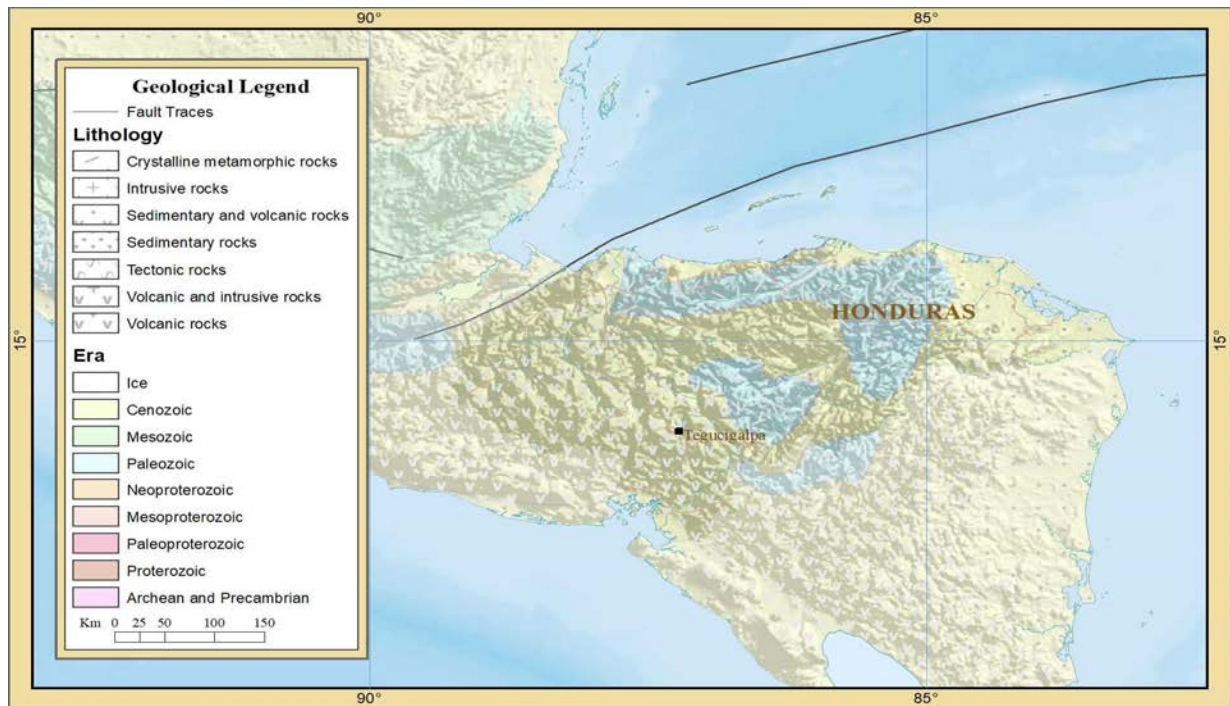 90°
85°
Geological Legend
Fault Traces
Lithology
Crystalline metamorphic rocks
Intrusive rocks
Sedimentary and volcanic rocks
Sedimentary rocks
Tectonic rocks
Volcanic and intrusive rocks
Volcanic rocks
Era
Ice
Cenozoic
Mesozoic
Paleozoic
Neoproterozoic
Mesoproterozoic
Paleoproterozoic
Proterozoic
Archean and Precambrian
Km 0 25 50 100 150
HONDURAS
15°
15°
Tegucigalpa
90°
85°